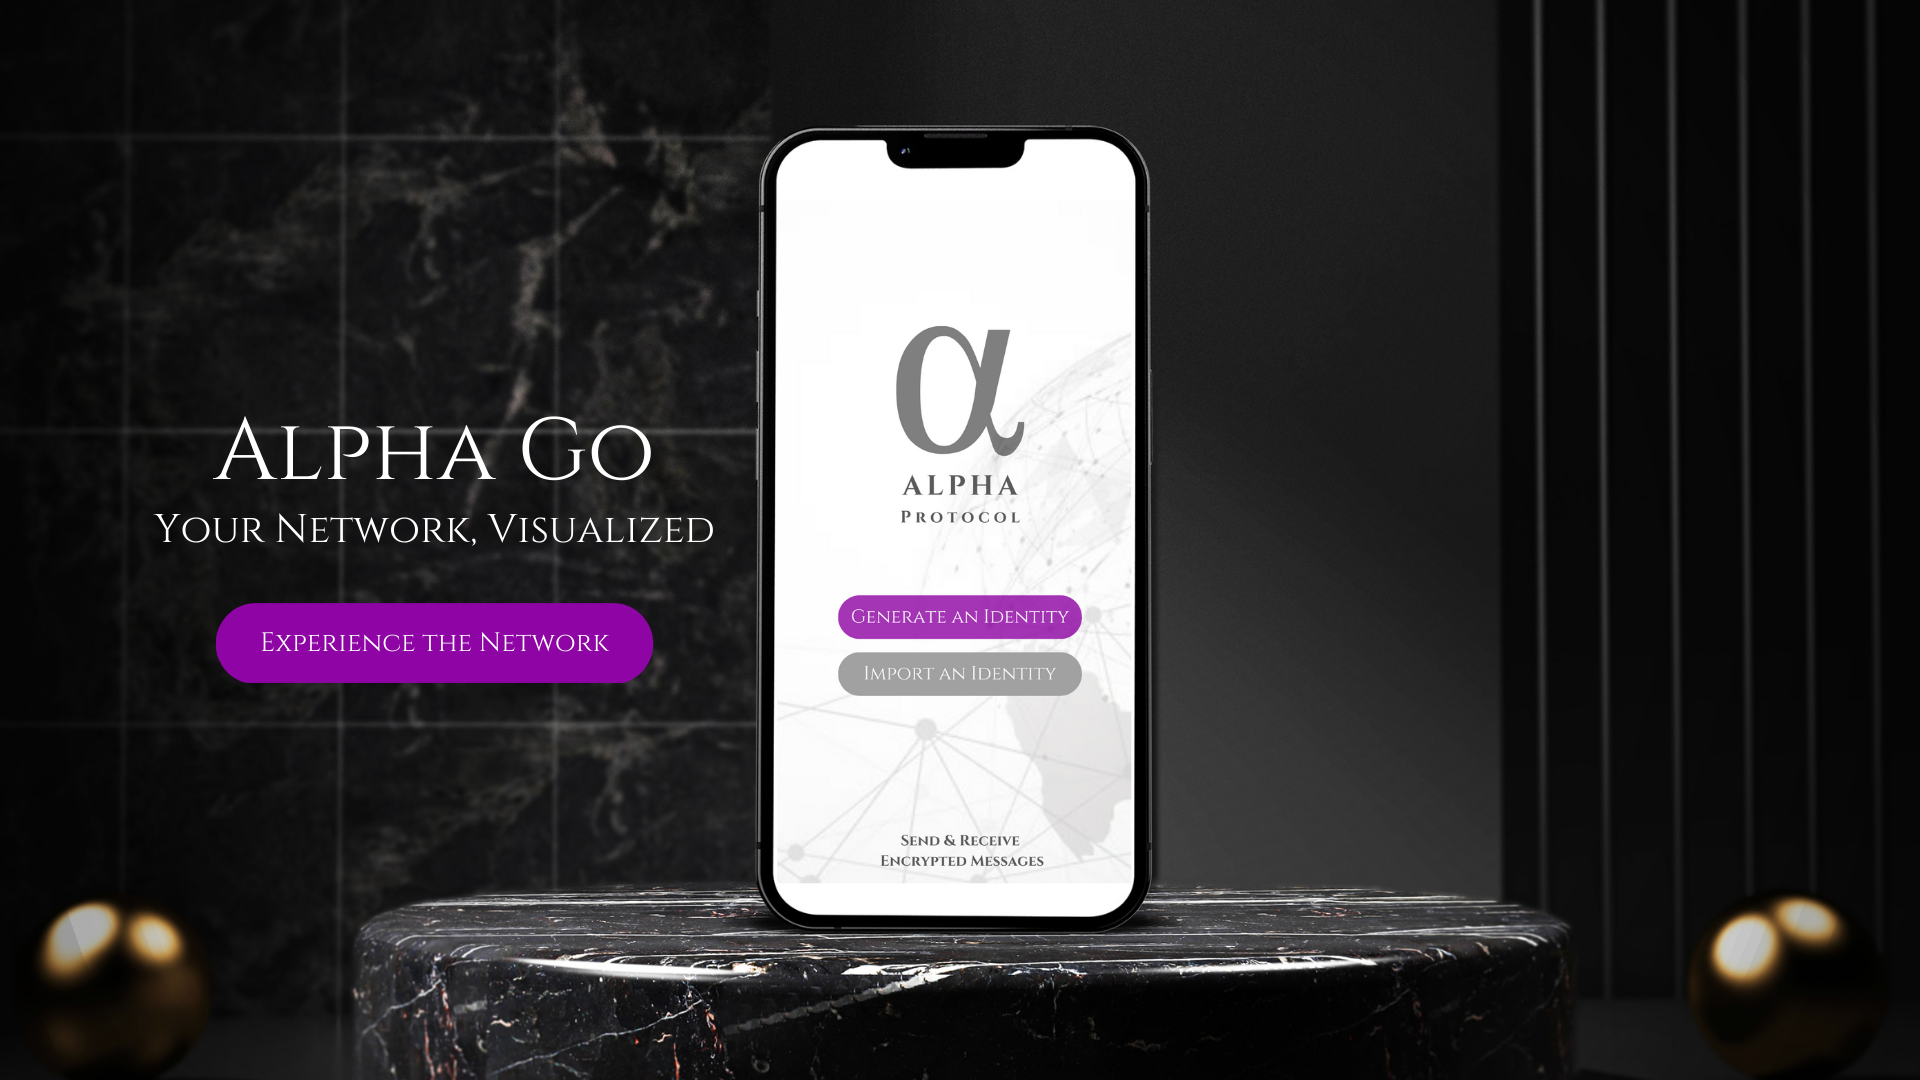 Alpha Go
Your Network, Visualized
Experience the Network
α
ALPHA
Protocol
Generate an Identity
Import an Identity
Send & Receive
Encrypted Messages